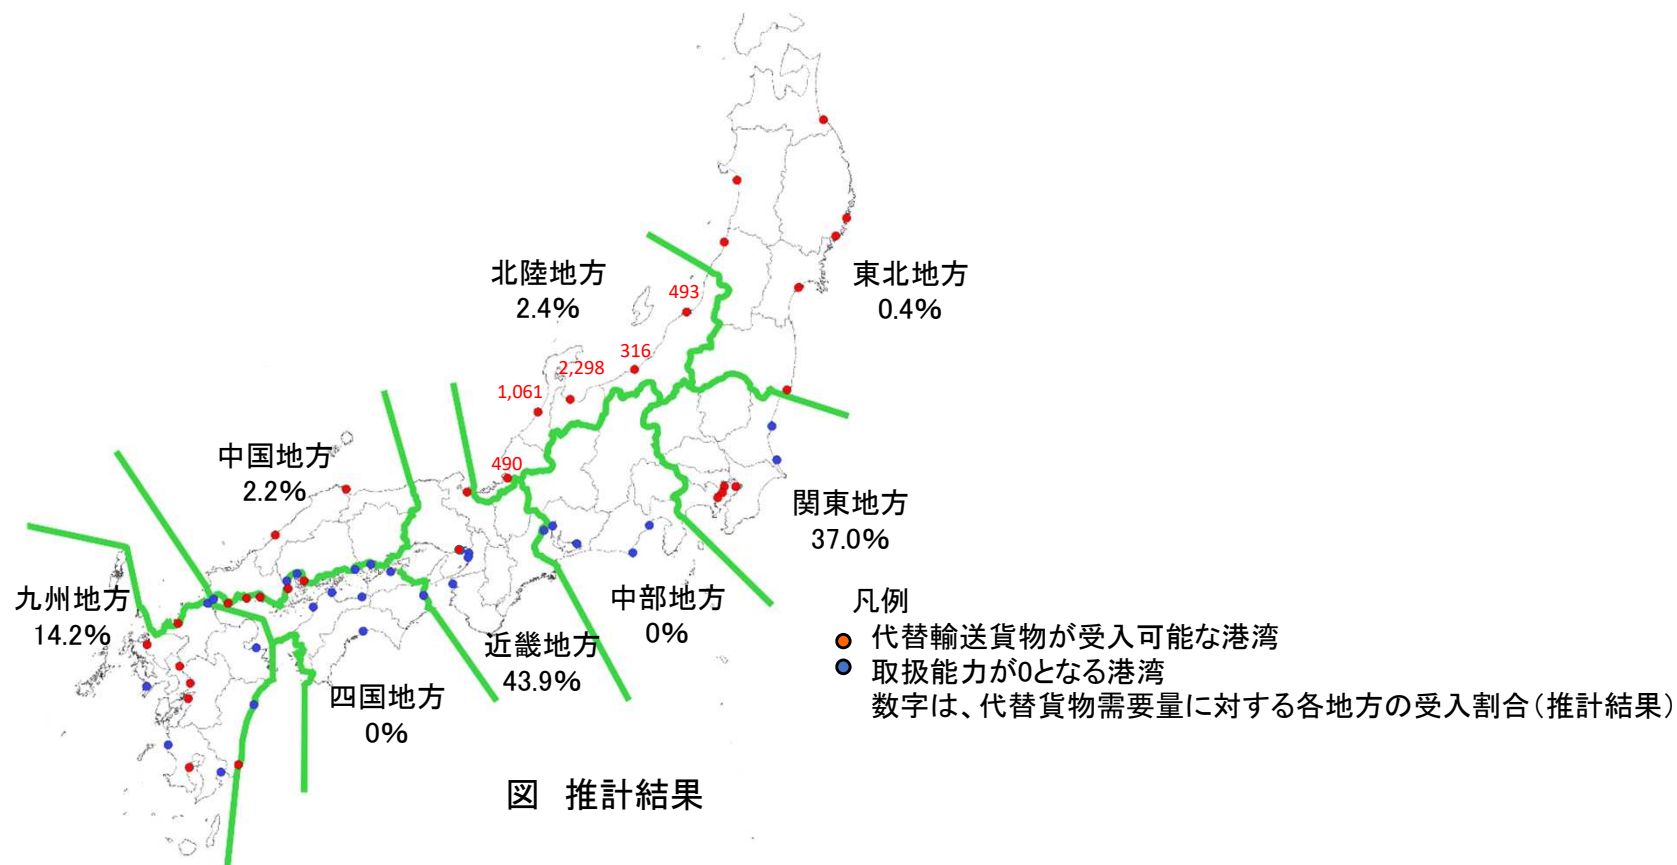 北陸地方
2.4%
東北地方
0.4%
493
316
2,298
1,061
490
中国地方
2.2%
関東地方
37.0%
九州地方
14.2%
中部地方
0%
近畿地方
43.9%
四国地方
0%
凡例
代替輸送貨物が受入可能な港湾
取扱能力が0となる港湾
数字は、代替貨物需要量に対する各地方の受入割合(推計結果)
図 推計結果